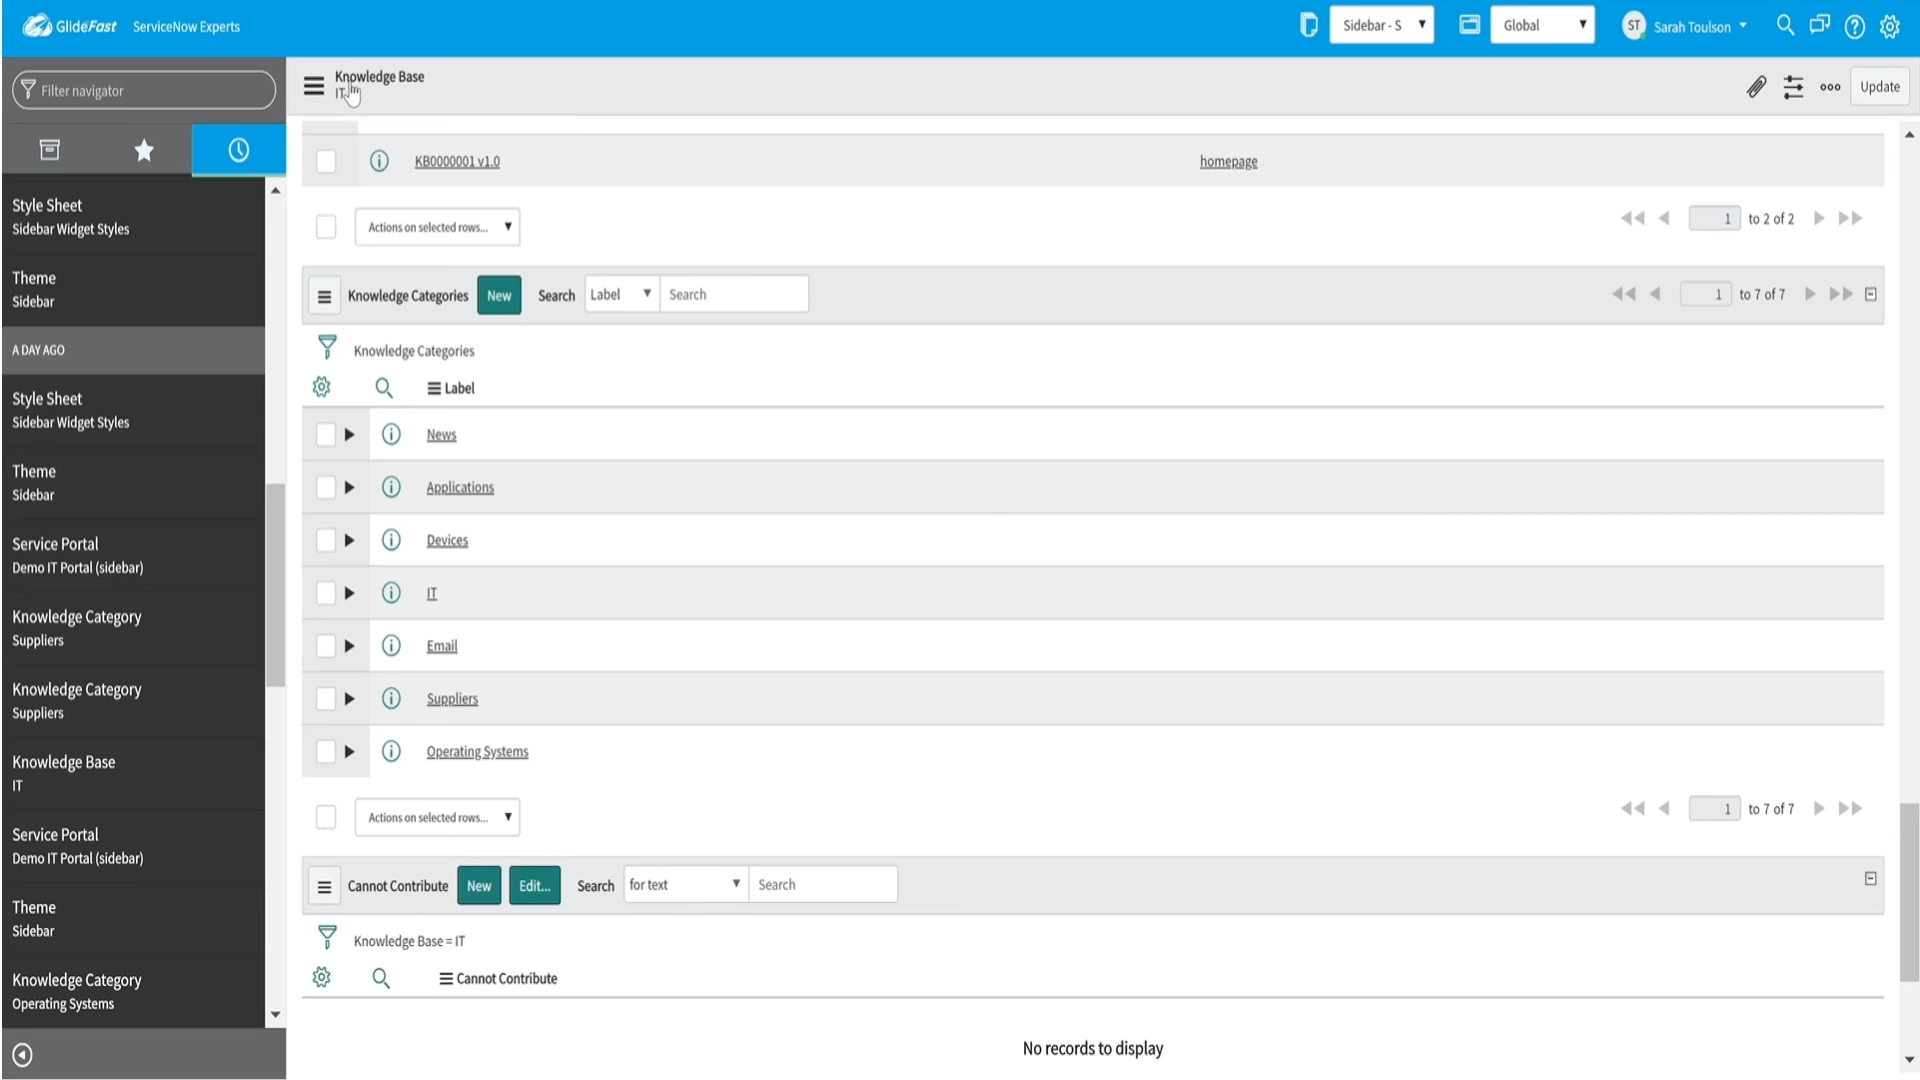 GlideFast ServiceNow Experts
Sidebar - S
Global
ST Sarah Toulson
Filter navigator
Knowledge Base
IT
Update
Style Sheet
Sidebar Widget Styles
Theme
Sidebar
A DAY AGO
Style Sheet
Sidebar Widget Styles
Theme
Sidebar
Service Portal
Demo IT Portal (sidebar)
Knowledge Category
Suppliers
Knowledge Category
Suppliers
Knowledge Base
IT
Service Portal
Demo IT Portal (sidebar)
Theme
Sidebar
Knowledge Category
Operating Systems
KB0000001 v1.0 homepage
Actions on selected rows... 1 to 2 of 2
Knowledge Categories New Search Label Search 1 to 7 of 7
Knowledge Categories
Label
News
Applications
Devices
IT
Email
Suppliers
Operating Systems
Actions on selected rows... 1 to 7 of 7
Cannot Contribute New Edit... Search for text Search
Knowledge Base = IT
Cannot Contribute
No records to display